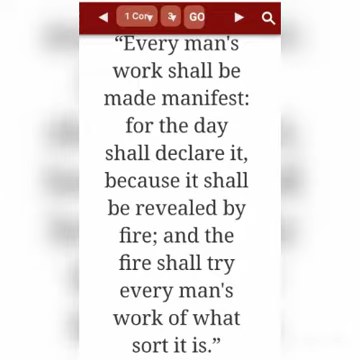 1 Cor 3 GO
“Every man's
work shall be
made manifest:
for the day
shall declare it,
because it shall
be revealed by
fire; and the
fire shall try
every man's
work of what
sort it is.”